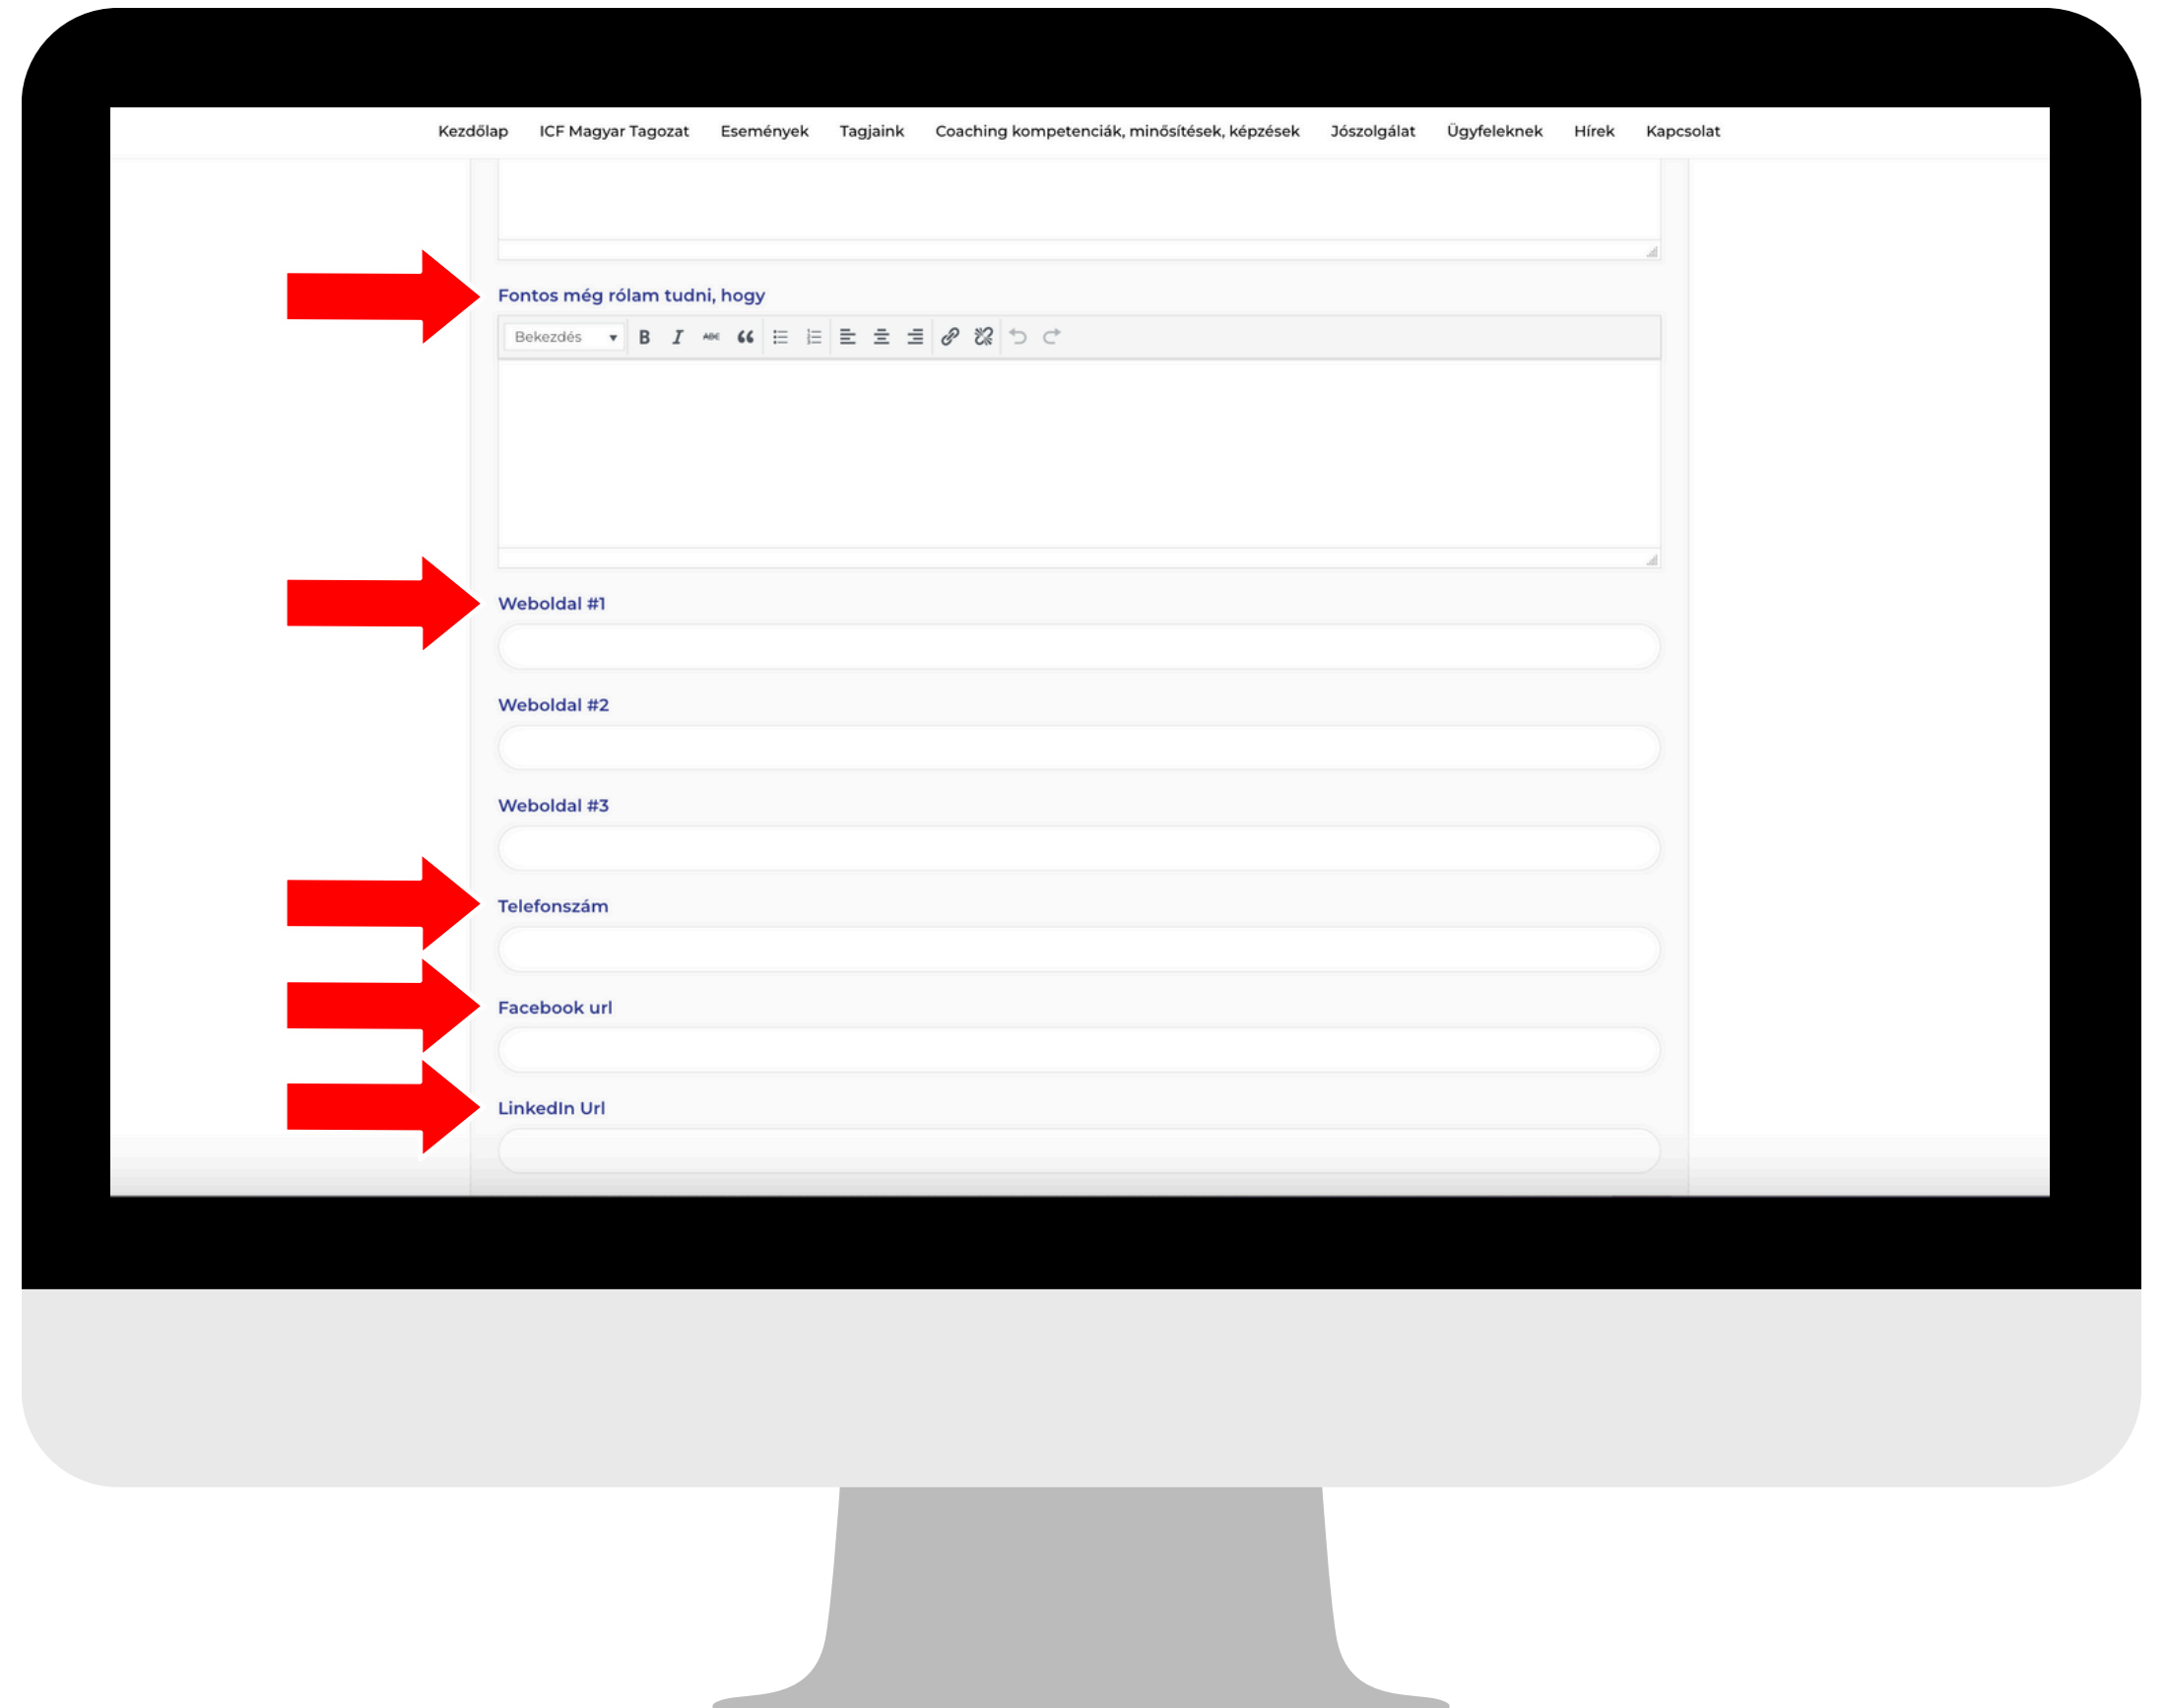 Kezdőlap ICF Magyar Tagozat Események Tagjaink Coaching kompetenciák, minősítések, képzések Jószolgálat Ügyfeleknek Hírek Kapcsolat
Fontos még rólam tudni, hogy
Bekezdés B I ABC
Weboldal #1
Weboldal #2
Weboldal #3
Telefonszám
Facebook url
LinkedIn Url